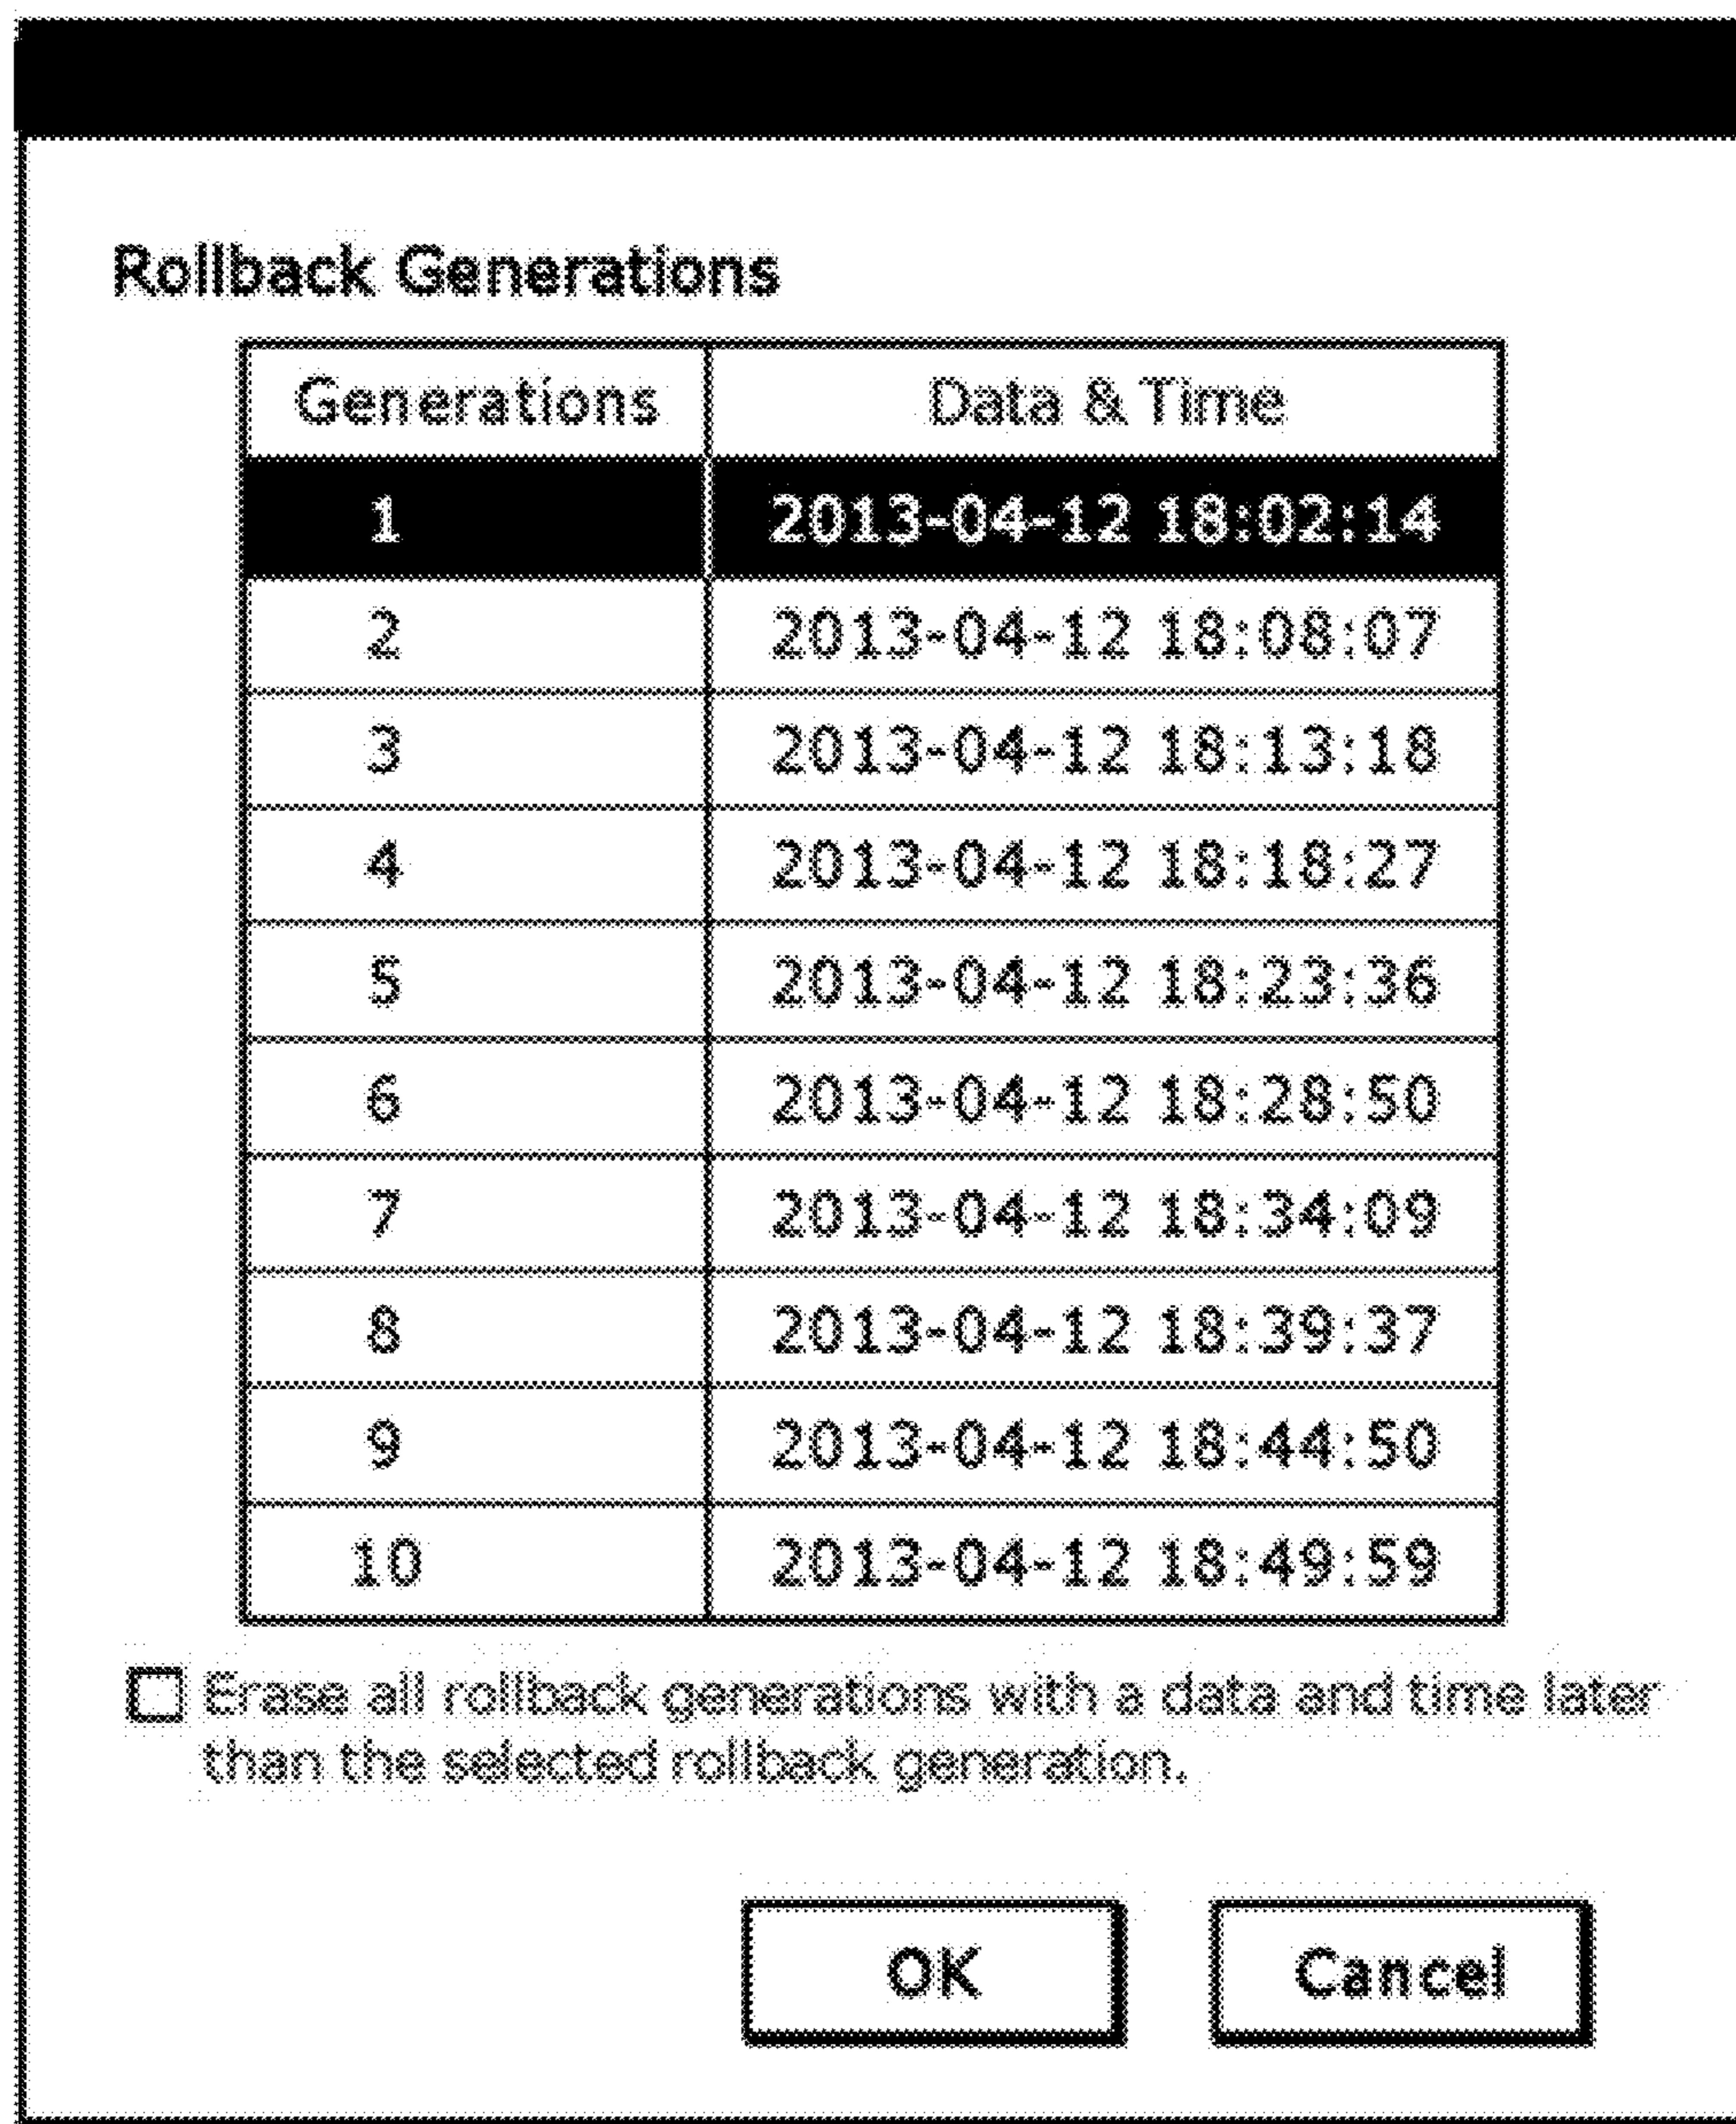 Rollback Generations
Generations Data & Time
1 2013-04-12 18:02:14
2 2013-04-12 18:08:07
3 2013-04-12 18:13:18
4 2013-04-12 18:18:27
5 2013-04-12 18:23:36
6 2013-04-12 18:28:50
7 2013-04-12 18:34:09
8 2013-04-12 18:39:37
9 2013-04-12 18:44:50
10 2013-04-12 18:49:59
Erase all rollback generations with a data and time later
than the selected rollback generation.
OK Cancel